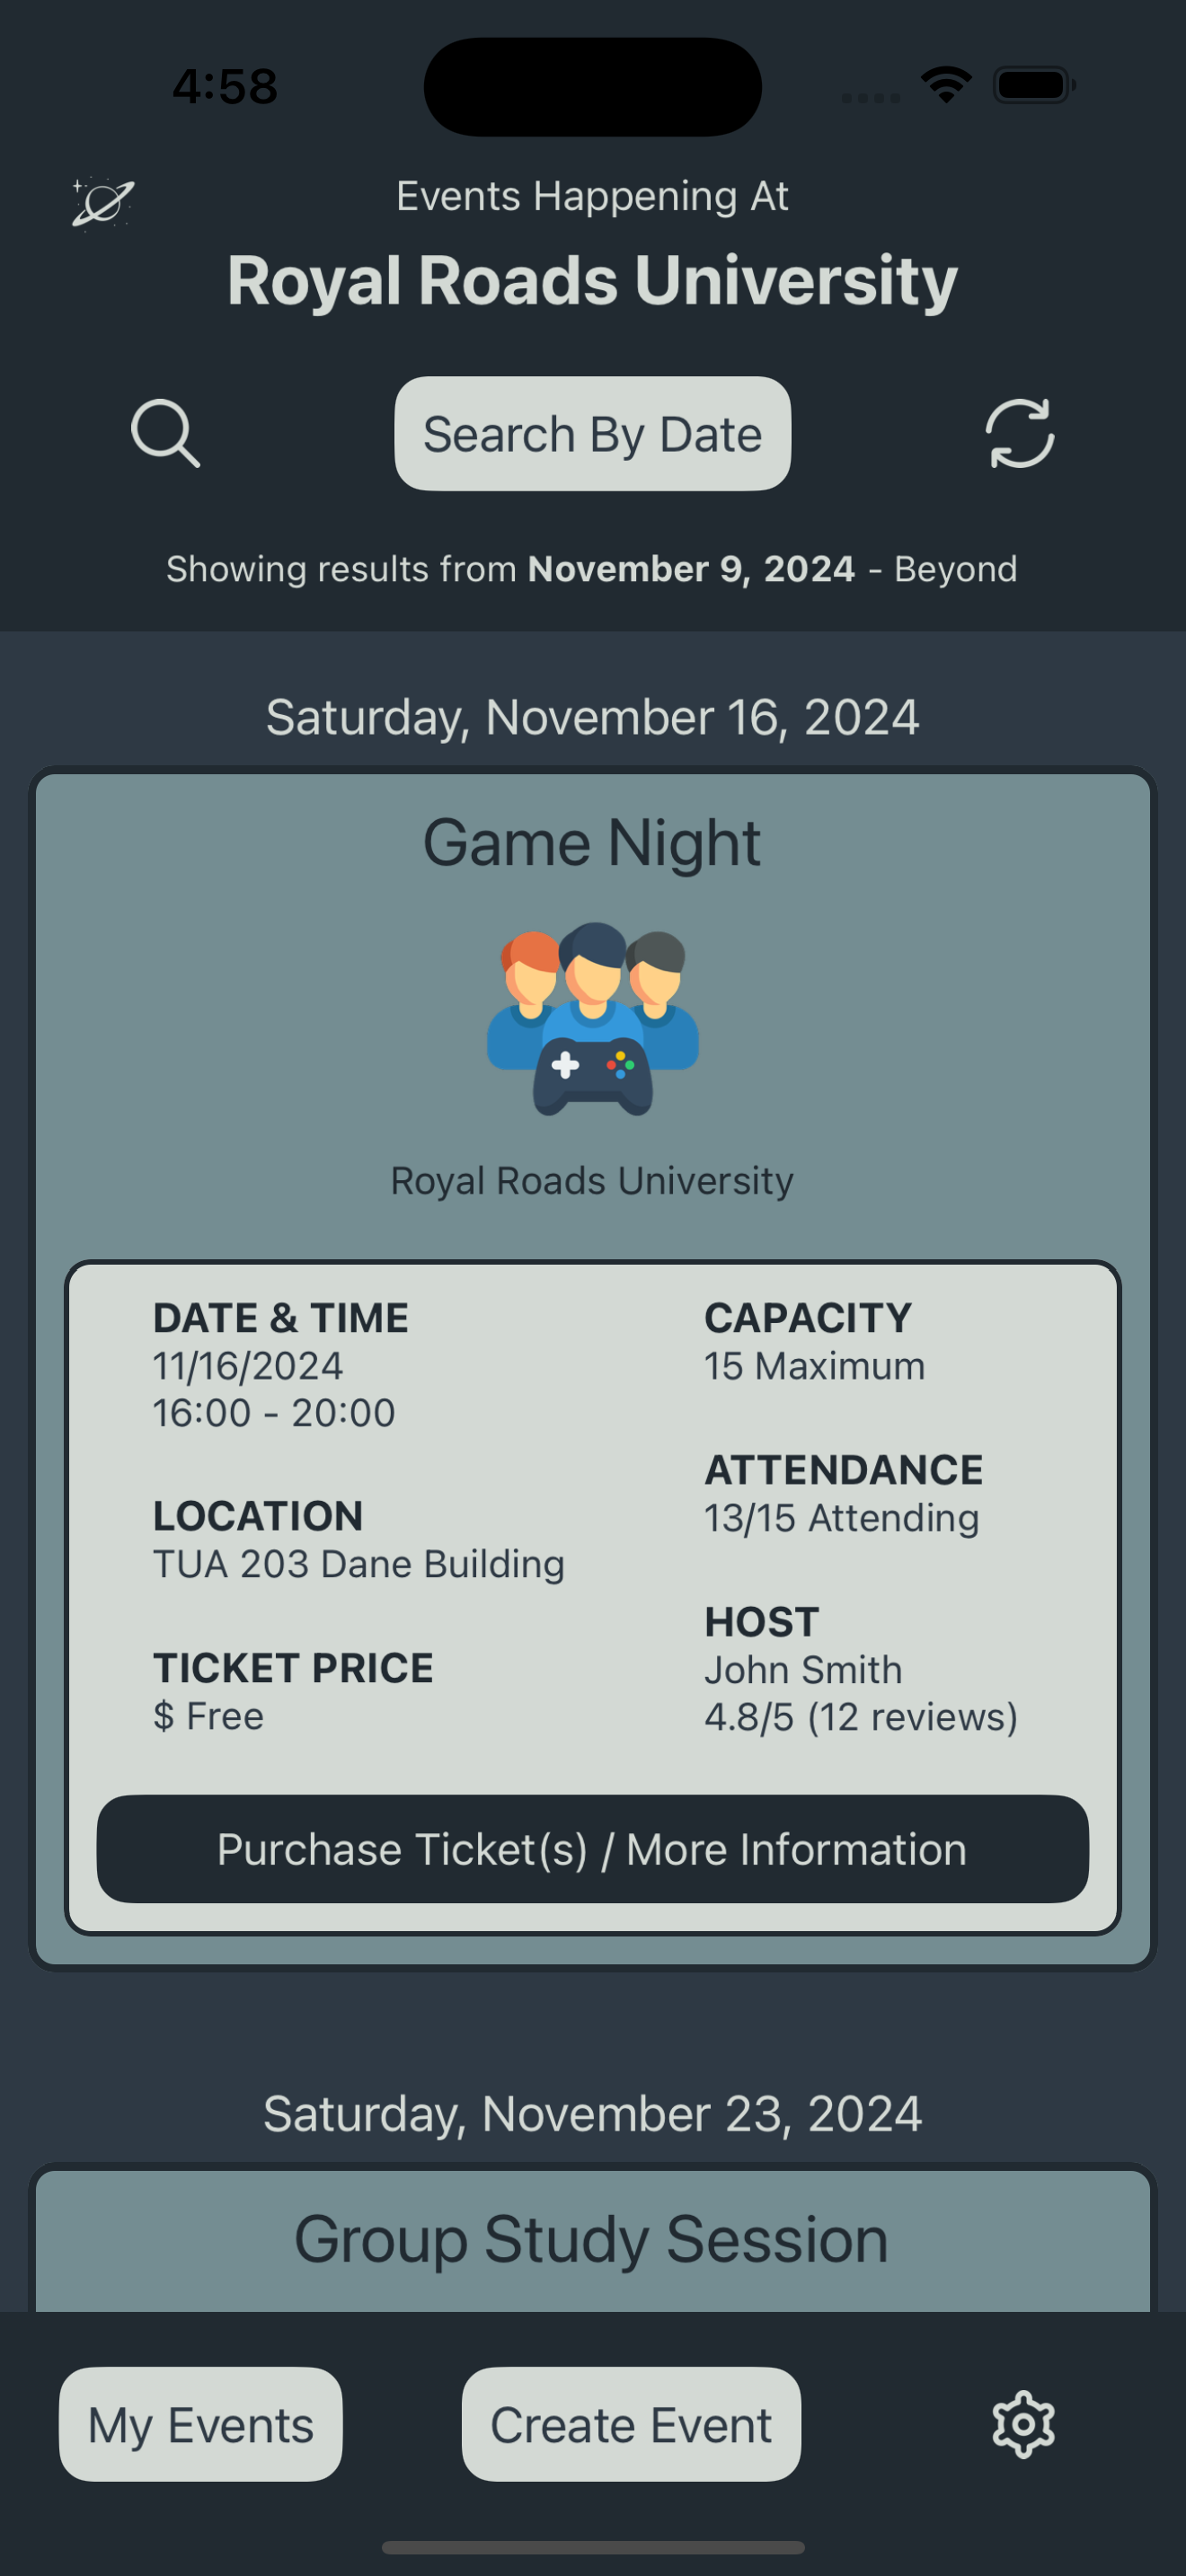 4:58
Events Happening At
Royal Roads University
Search By Date
Showing results from November 9, 2024 - Beyond
Saturday, November 16, 2024
Game Night
Royal Roads University
DATE & TIME
11/16/2024
16:00 - 20:00
LOCATION
TUA 203 Dane Building
TICKET PRICE
$ Free
CAPACITY
15 Maximum
ATTENDANCE
13/15 Attending
HOST
John Smith
4.8/5 (12 reviews)
Purchase Ticket(s) / More Information
Saturday, November 23, 2024
Group Study Session
My Events
Create Event